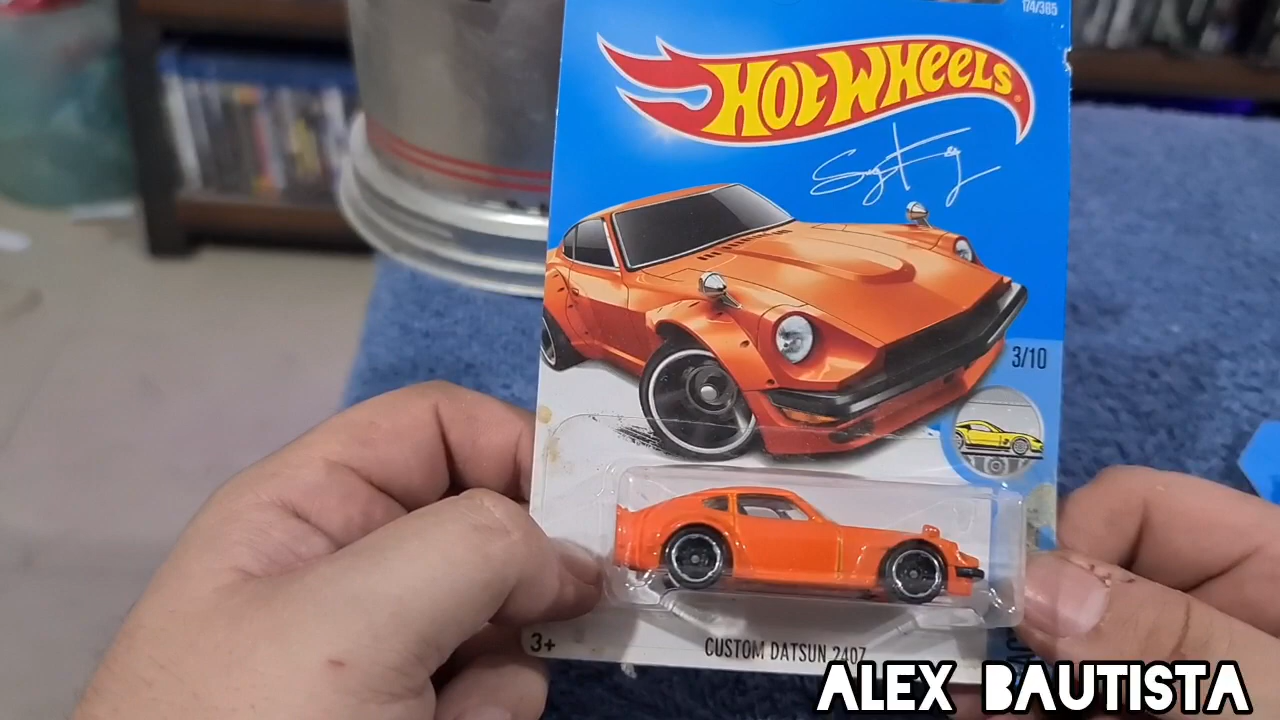 174/365
HOT WHEELS
3/10
3+
CUSTOM DATSUN 240Z
ALEX BAUTISTA